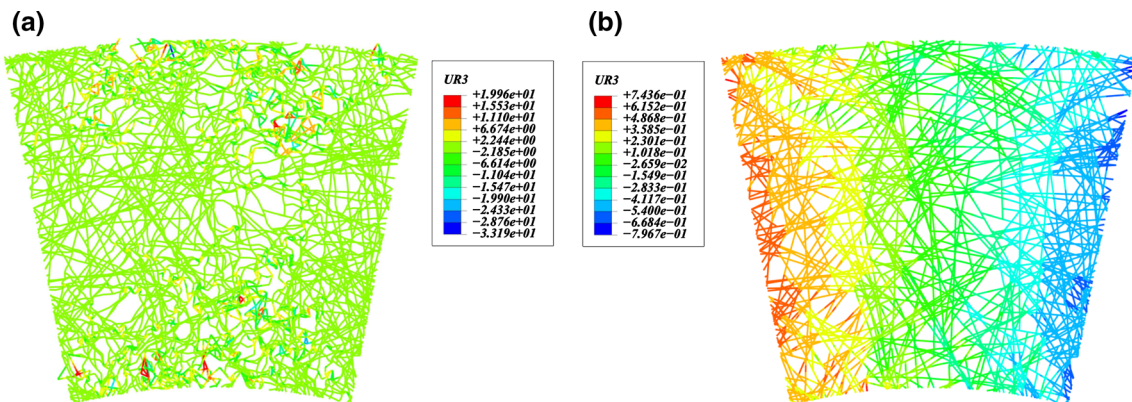 (a)
UR3
+1.996e+01
+1.553e+01
+1.110e+01
+6.674e+00
+2.244e+00
−2.185e+00
−6.614e+00
−1.104e+01
−1.547e+01
−1.990e+01
−2.433e+01
−2.876e+01
−3.319e+01
(b)
UR3
+7.436e−01
+6.152e−01
+4.868e−01
+3.585e−01
+2.301e−01
+1.018e−01
−2.659e−02
−1.549e−01
−2.833e−01
−4.117e−01
−5.400e−01
−6.684e−01
−7.967e−01